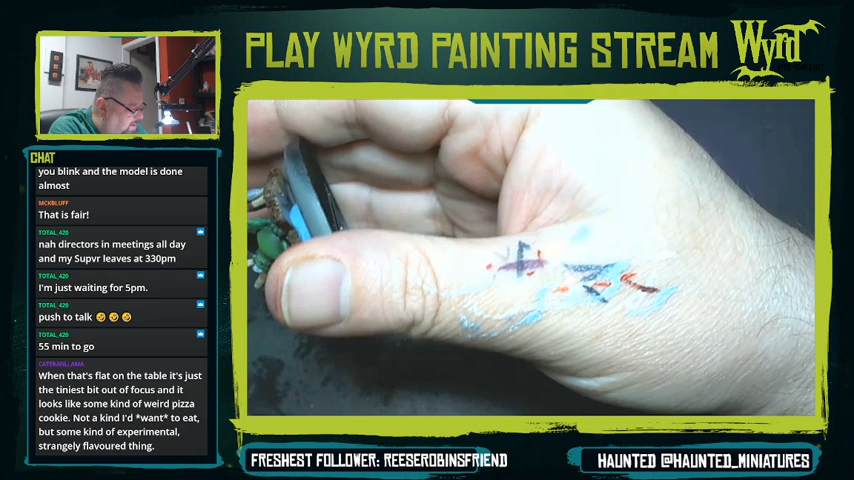 PLAY WYRD PAINTING STREAM
Wyrd
CHAT
you blink and the model is done
almost
MCKBLUFF
That is fair!
TOTAL_420
nah directors in meetings all day
and my Supvr leaves at 330pm
TOTAL_420
I'm just waiting for 5pm.
TOTAL_420
push to talk 🤣 🤣 🤣
TOTAL_420
55 min to go
When that's flat on the table it's just
the tiniest bit out of focus and it
looks like some kind of weird pizza
cookie. Not a kind I'd *want* to eat,
but some kind of experimental,
strangely flavoured thing.
FRESHEST FOLLOWER: REESEROBINSFRIEND
HAUNTED @HAUNTED_MINIATURES